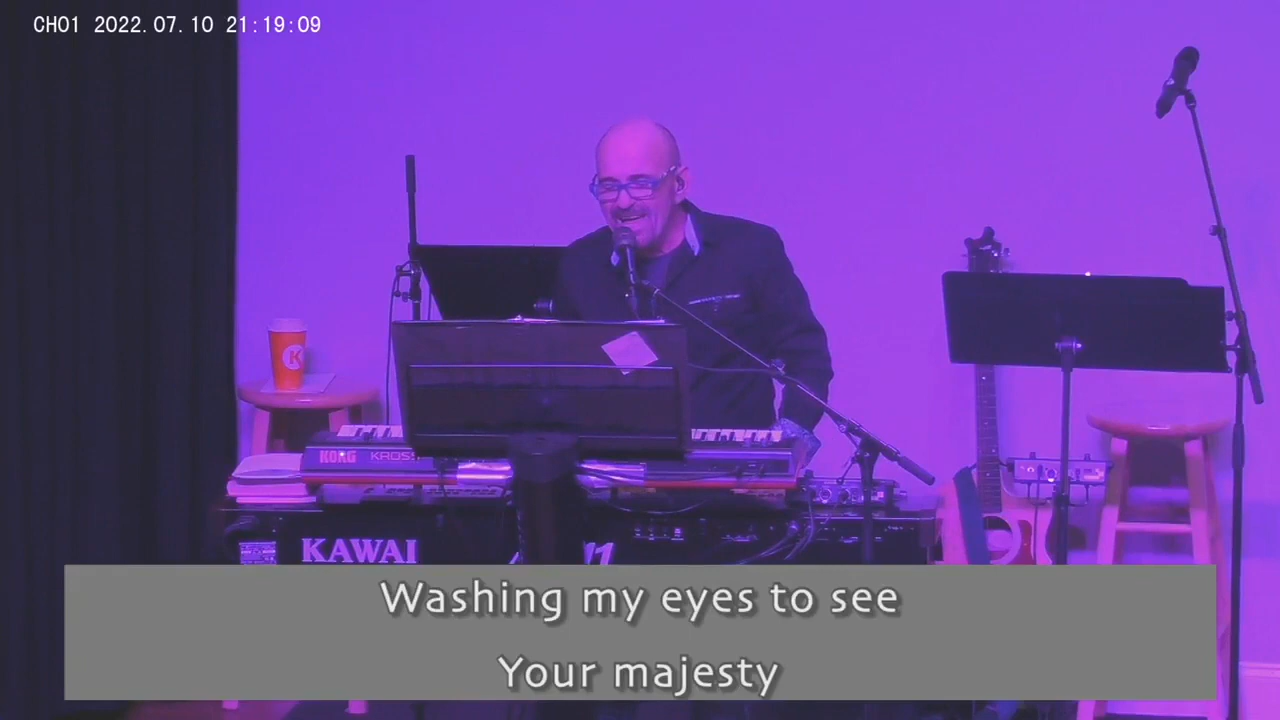 CH01 2022.07.10 21:19:09
K
KORG KROSS
KAWAI
Washing my eyes to see
Your majesty